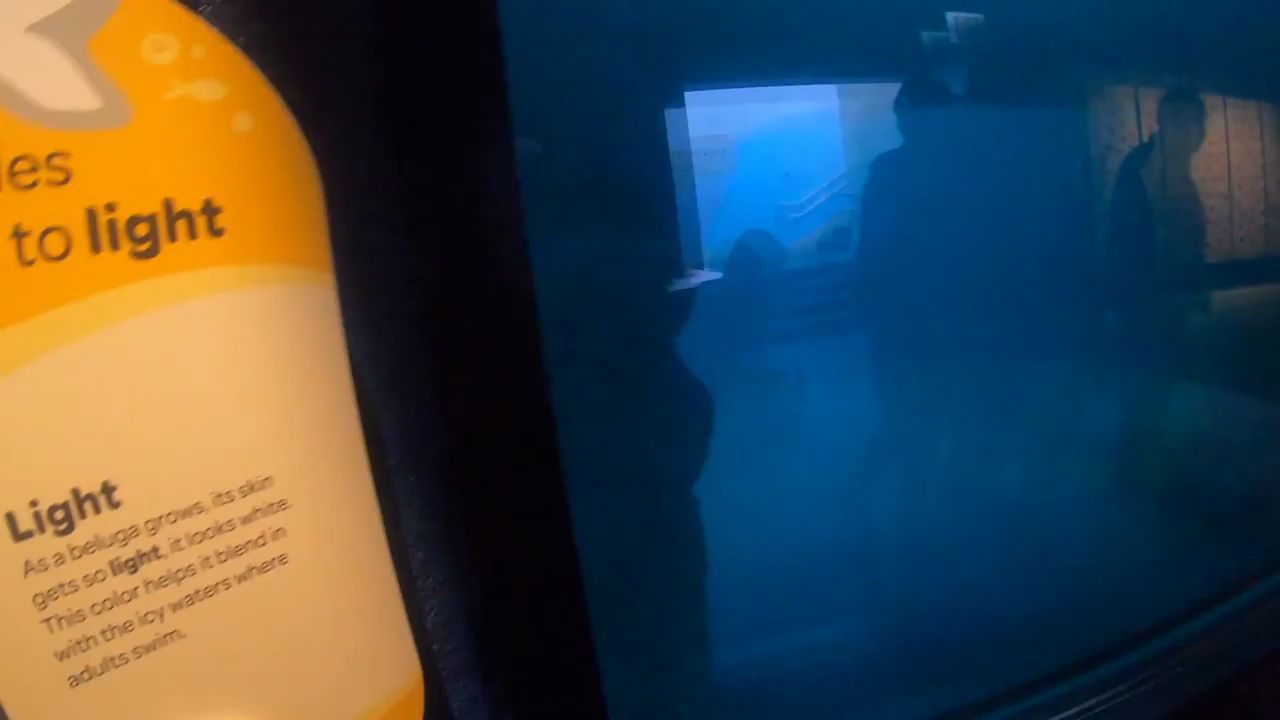 to light
Light
As a beluga grows, its skin
gets so light, it looks white.
This color helps it blend in
with the icy waters where
adults swim.